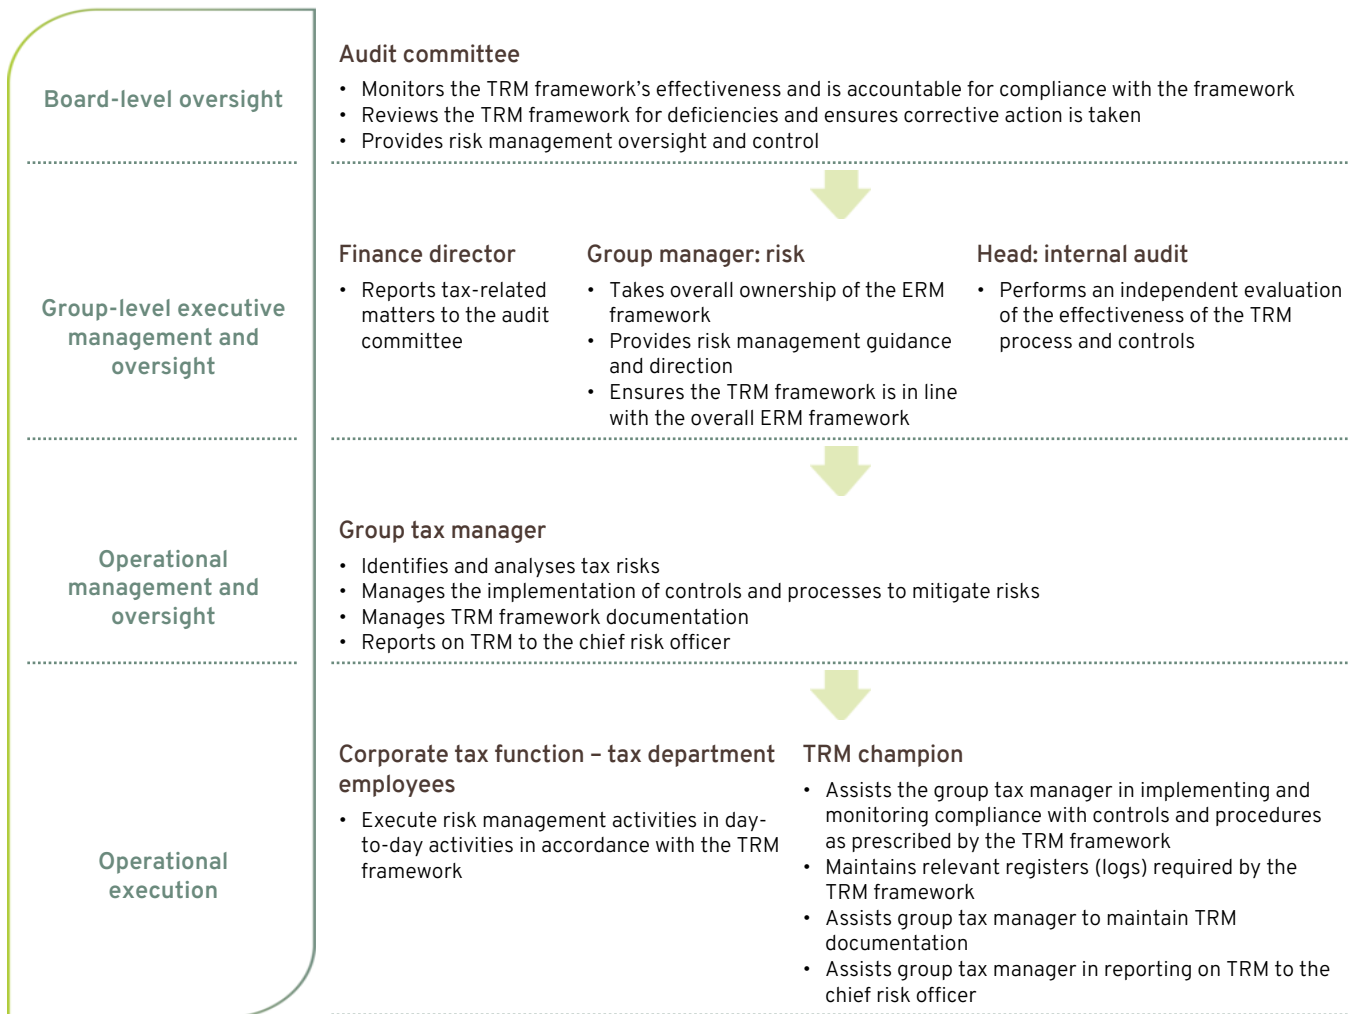 Board-level oversight
Audit committee
• Monitors the TRM framework’s effectiveness and is accountable for compliance with the framework
• Reviews the TRM framework for deficiencies and ensures corrective action is taken
• Provides risk management oversight and control
Group-level executive
management and
oversight
Finance director
• Reports tax-related
matters to the audit
committee
Group manager: risk
• Takes overall ownership of the ERM
framework
• Provides risk management guidance
and direction
• Ensures the TRM framework is in line
with the overall ERM framework
Head: internal audit
• Performs an independent evaluation
of the effectiveness of the TRM
process and controls
Operational
management and
oversight
Group tax manager
• Identifies and analyses tax risks
• Manages the implementation of controls and processes to mitigate risks
• Manages TRM framework documentation
• Reports on TRM to the chief risk officer
Operational
execution
Corporate tax function – tax department
employees
• Execute risk management activities in day-
to-day activities in accordance with the TRM
framework
TRM champion
• Assists the group tax manager in implementing and
monitoring compliance with controls and procedures
as prescribed by the TRM framework
• Maintains relevant registers (logs) required by the
TRM framework
• Assists group tax manager to maintain TRM
documentation
• Assists group tax manager in reporting on TRM to the
chief risk officer